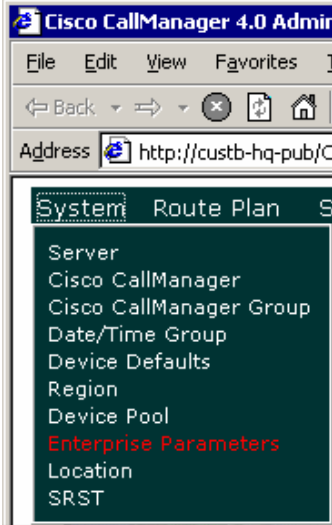 Cisco CallManager 4.0 Admi
File Edit View Favorites
Back
Address http://custb-hq-pub/C
System Route Plan S
Server
Cisco CallManager
Cisco CallManager Group
Date/Time Group
Device Defaults
Region
Device Pool
Enterprise Parameters
Location
SRST